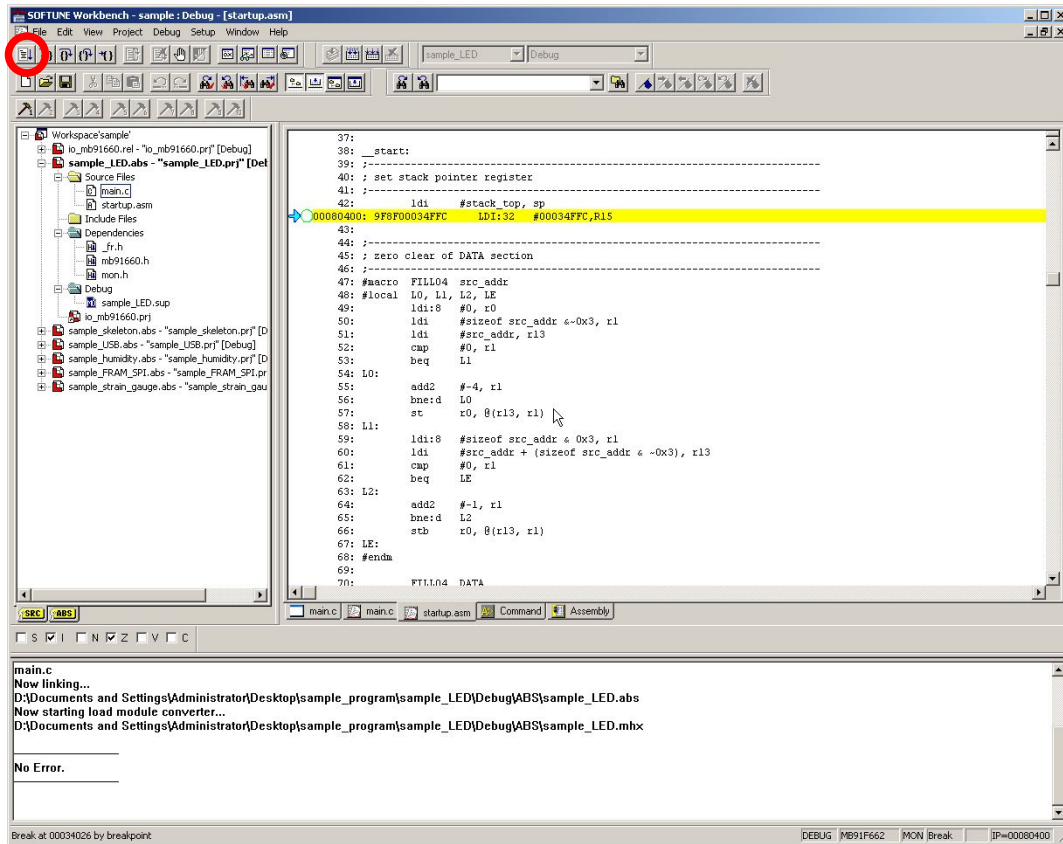 SOFTUNE Workbench - sample : Debug - [startup.asm]
File Edit View Project Debug Setup Window Help
sample_LED Debug
Workspace'sample'
io_mb91660.rel - "io_mb91660.prj" [Debug]
sample_LED.abs - "sample_LED.prj" [Det
Source Files
main.c
startup.asm
Include Files
Dependencies
_fr.h
mb91660.h
mon.h
Debug
sample_LED.sup
io_mb91660.prj
sample_skeleton.abs - "sample_skeleton.prj" [D
sample_USB.abs - "sample_USB.prj" [Debug]
sample_humidity.abs - "sample_humidity.prj" [D
sample_FRAM_SPI.abs - "sample_FRAM_SPI.pr
sample_strain_gauge.abs - "sample_strain_gau
SRC ABS
37:
38: __start:
39: ;--------------------------------------------------------------------------
40: ; set stack pointer register
41: ;--------------------------------------------------------------------------
42: ldi #stack_top, sp
00080400: 9F8F00034FFC LDI:32 #00034FFC,R15
43:
44: ;--------------------------------------------------------------------------
45: ; zero clear of DATA section
46: ;--------------------------------------------------------------------------
47: #macro FILL04 src_addr
48: #local L0, L1, L2, LE
49: ldi:8 #0, r0
50: ldi #sizeof src_addr &~0x3, r1
51: ldi #src_addr, r13
52: cmp #0, r1
53: beq L1
54: L0:
55: add2 #-4, r1
56: bne:d L0
57: st r0, @(r13, r1)
58: L1:
59: ldi:8 #sizeof src_addr & 0x3, r1
60: ldi #src_addr + (sizeof src_addr & ~0x3), r13
61: cmp #0, r1
62: beq LE
63: L2:
64: add2 #-1, r1
65: bne:d L2
66: stb r0, @(r13, r1)
67: LE:
68: #endm
69:
70: FILL04 DATA
main.c main.c startup.asm Command Assembly
S I N Z V C
main.c
Now linking...
D:\Documents and Settings\Administrator\Desktop\sample_program\sample_LED\Debug\ABS\sample_LED.abs
Now starting load module converter...
D:\Documents and Settings\Administrator\Desktop\sample_program\sample_LED\Debug\ABS\sample_LED.mhx
No Error.
Break at 00034026 by breakpoint DEBUG MB91F662 MON Break IP=00080400